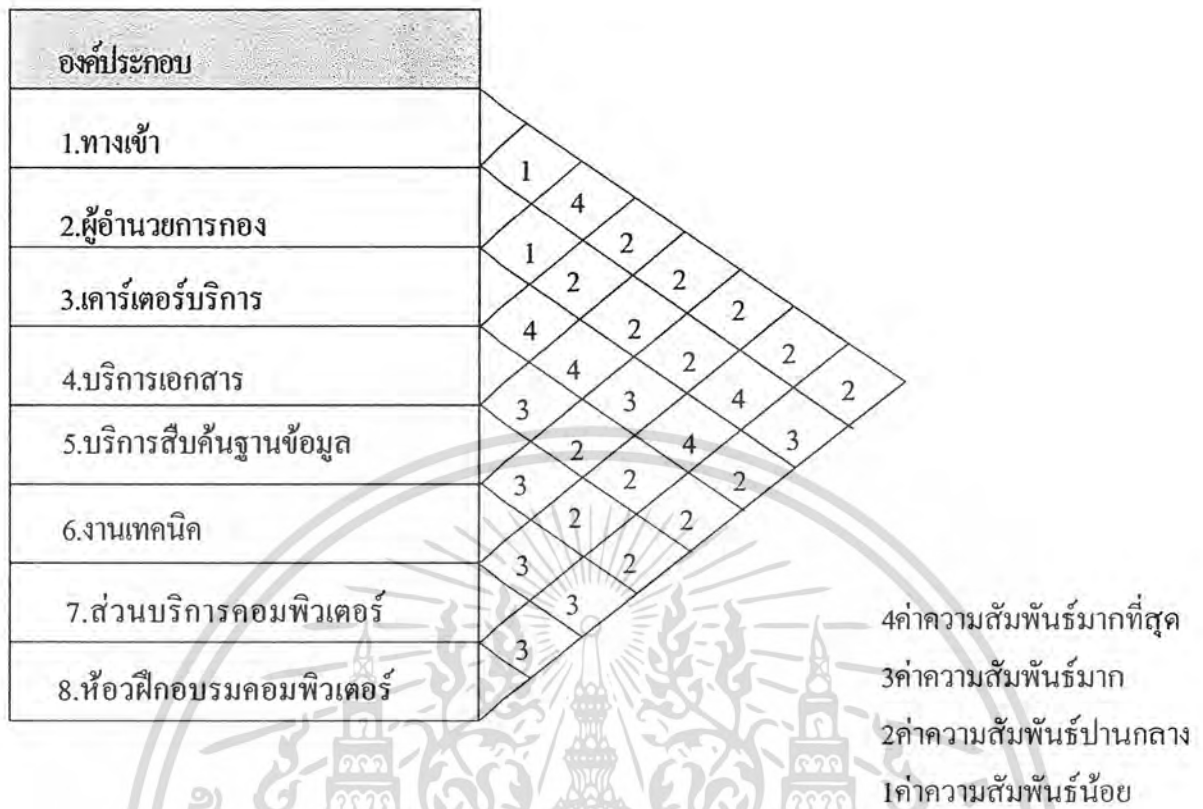 องค์ประกอบ
1.ทางเข้า
2.ผู้อำนวยการกอง
3.เคาร์เตอร์บริการ
4.บริการเอกสาร
5.บริการสืบค้นฐานข้อมูล
6.งานเทคนิค
7.ส่วนบริการคอมพิวเตอร์
8.ห้อวฝึกอบรมคอมพิวเตอร์
1
4
2
1
2
2
2
2
4
2
2
4
3
4
2
3
3
4
2
2
2
3
2
2
3
2
3
3
4ค่าความสัมพันธ์มากที่สุด
3ค่าความสัมพันธ์มาก
2ค่าความสัมพันธ์ปานกลาง
1ค่าความสัมพันธ์น้อย